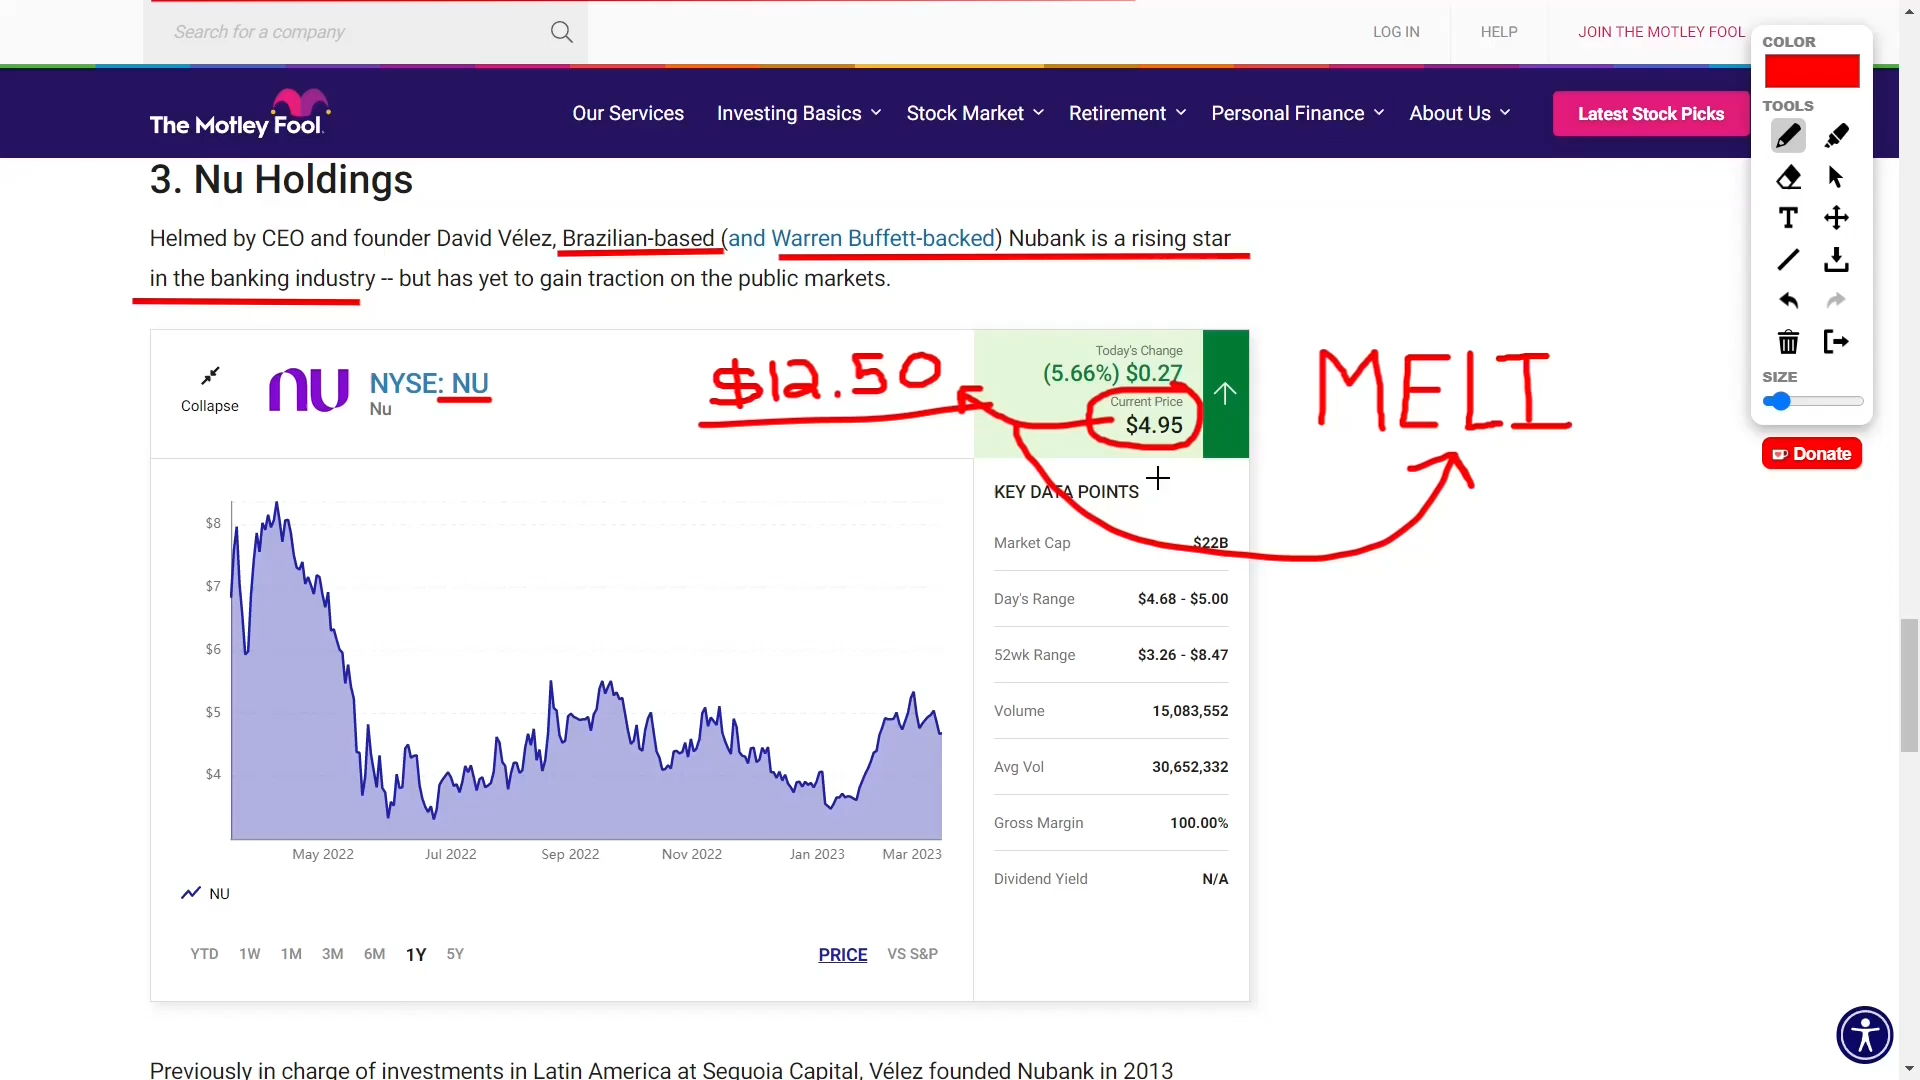 Search for a company
LOG IN
HELP
JOIN THE MOTLEY FOOL
COLOR
TOOLS
SIZE
Donate
The Motley Fool.
Our Services
Investing Basics
Stock Market
Retirement
Personal Finance
About Us
Latest Stock Picks
3. Nu Holdings
Helmed by CEO and founder David Vélez, Brazilian-based (and Warren Buffett-backed) Nubank is a rising star
in the banking industry -- but has yet to gain traction on the public markets.
Collapse
nu
NYSE: NU
Nu
$12.50
Today's Change
(5.66%) $0.27
Current Price
$4.95
MELI
KEY DATA POINTS
Market Cap $22B
Day's Range $4.68 - $5.00
52wk Range $3.26 - $8.47
Volume 15,083,552
Avg Vol 30,652,332
Gross Margin 100.00%
Dividend Yield N/A
$8
$7
$6
$5
$4
May 2022 Jul 2022 Sep 2022 Nov 2022 Jan 2023 Mar 2023
NU
YTD 1W 1M 3M 6M 1Y 5Y
PRICE VS S&P
Previously in charge of investments in Latin America at Sequoia Capital, Vélez founded Nubank in 2013